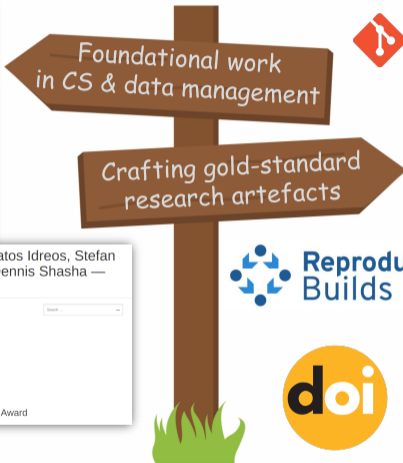 Foundational work
in CS & data management
Crafting gold-standard
research artefacts
atos Idreos, Stefan
ennis Shasha —
Search ...
Reprodu
Builds
doi
Award